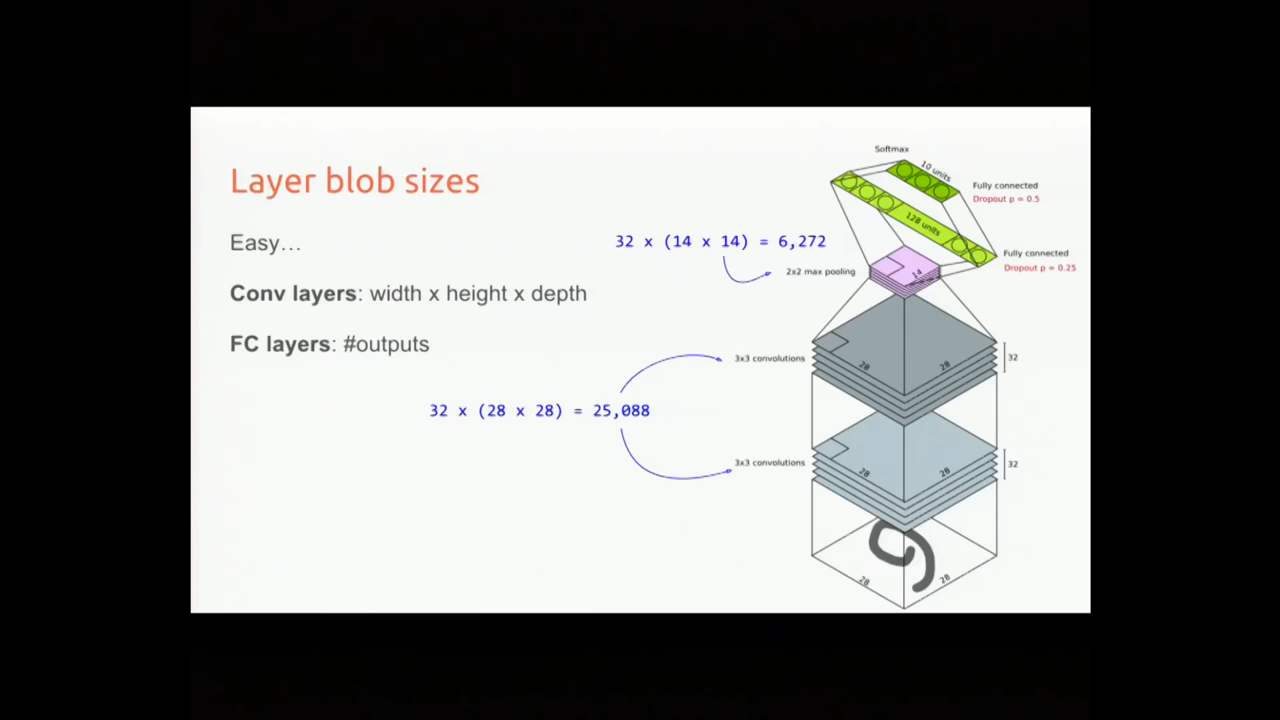 Layer blob sizes
Easy…
Conv layers: width x height x depth
FC layers: #outputs
32 x (14 x 14) = 6,272
32 x (28 x 28) = 25,088
Softmax
10 units
Fully connected
Dropout p = 0.5
128 units
Fully connected
Dropout p = 0.25
2x2 max pooling
14
3x3 convolutions
28
28
32
3x3 convolutions
28
28
32
9
28
28